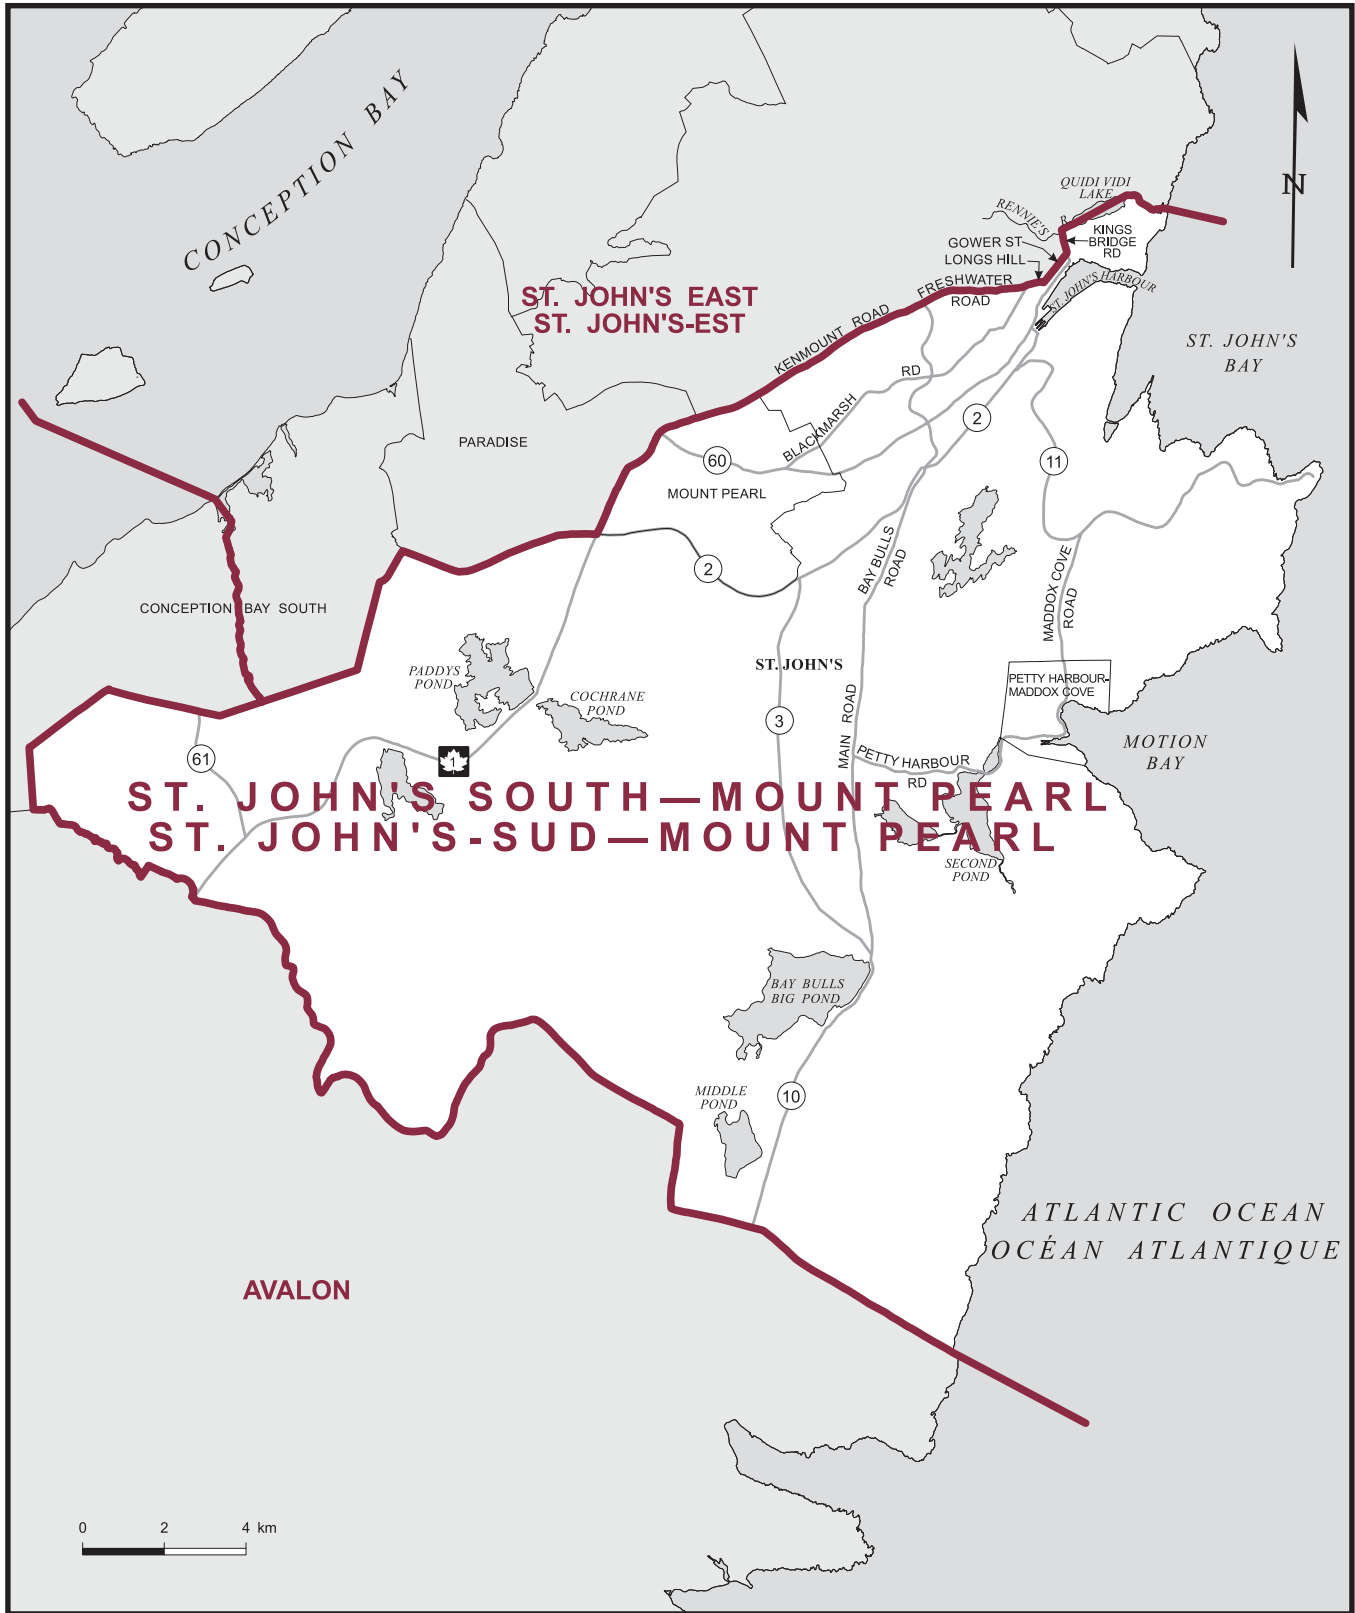 CONCEPTION BAY
N
QUIDI VIDI
LAKE
RENNIE'S
R
KINGS
BRIDGE
RD
GOWER ST
LONGS HILL
ST. JOHN'S HARBOUR
FRESHWATER
ROAD
ST. JOHN'S EAST
ST. JOHN'S-EST
KENMOUNT ROAD
ST. JOHN'S
BAY
RD
BLACKMARSH
2
PARADISE
60
11
MOUNT PEARL
2
BAY BULLS
ROAD
MADDOX COVE
ROAD
CONCEPTION BAY SOUTH
PADDYS
POND
ST. JOHN'S
PETTY HARBOUR-
MADDOX COVE
COCHRANE
POND
3
MAIN ROAD
MOTION
BAY
61
1
PETTY HARBOUR
RD
ST. JOHN'S SOUTH—MOUNT PEARL
ST. JOHN'S-SUD—MOUNT PEARL
SECOND
POND
BAY BULLS
BIG POND
MIDDLE
POND
10
ATLANTIC OCEAN
OCÉAN ATLANTIQUE
AVALON
0 2 4 km